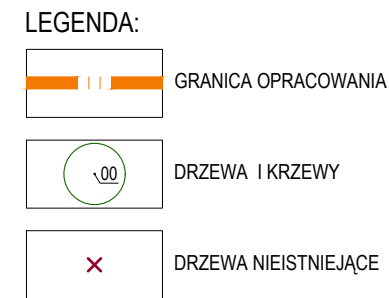 LEGENDA:
GRANICA OPRACOWANIA
00
DRZEWA I KRZEWY
DRZEWA NIEISTNIEJĄCE